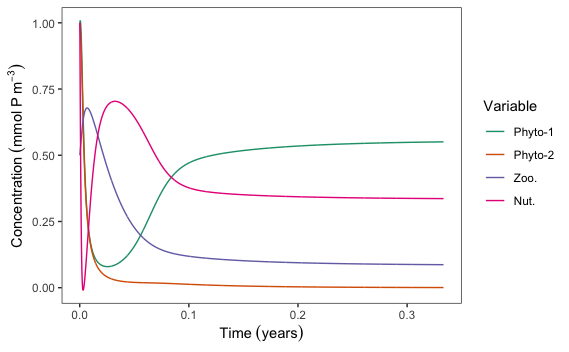 Concentration (mmol P m⁻³)
1.00
0.75
0.50
0.25
0.00
0.0 0.1 0.2 0.3
Time (years)
Variable
Phyto-1
Phyto-2
Zoo.
Nut.